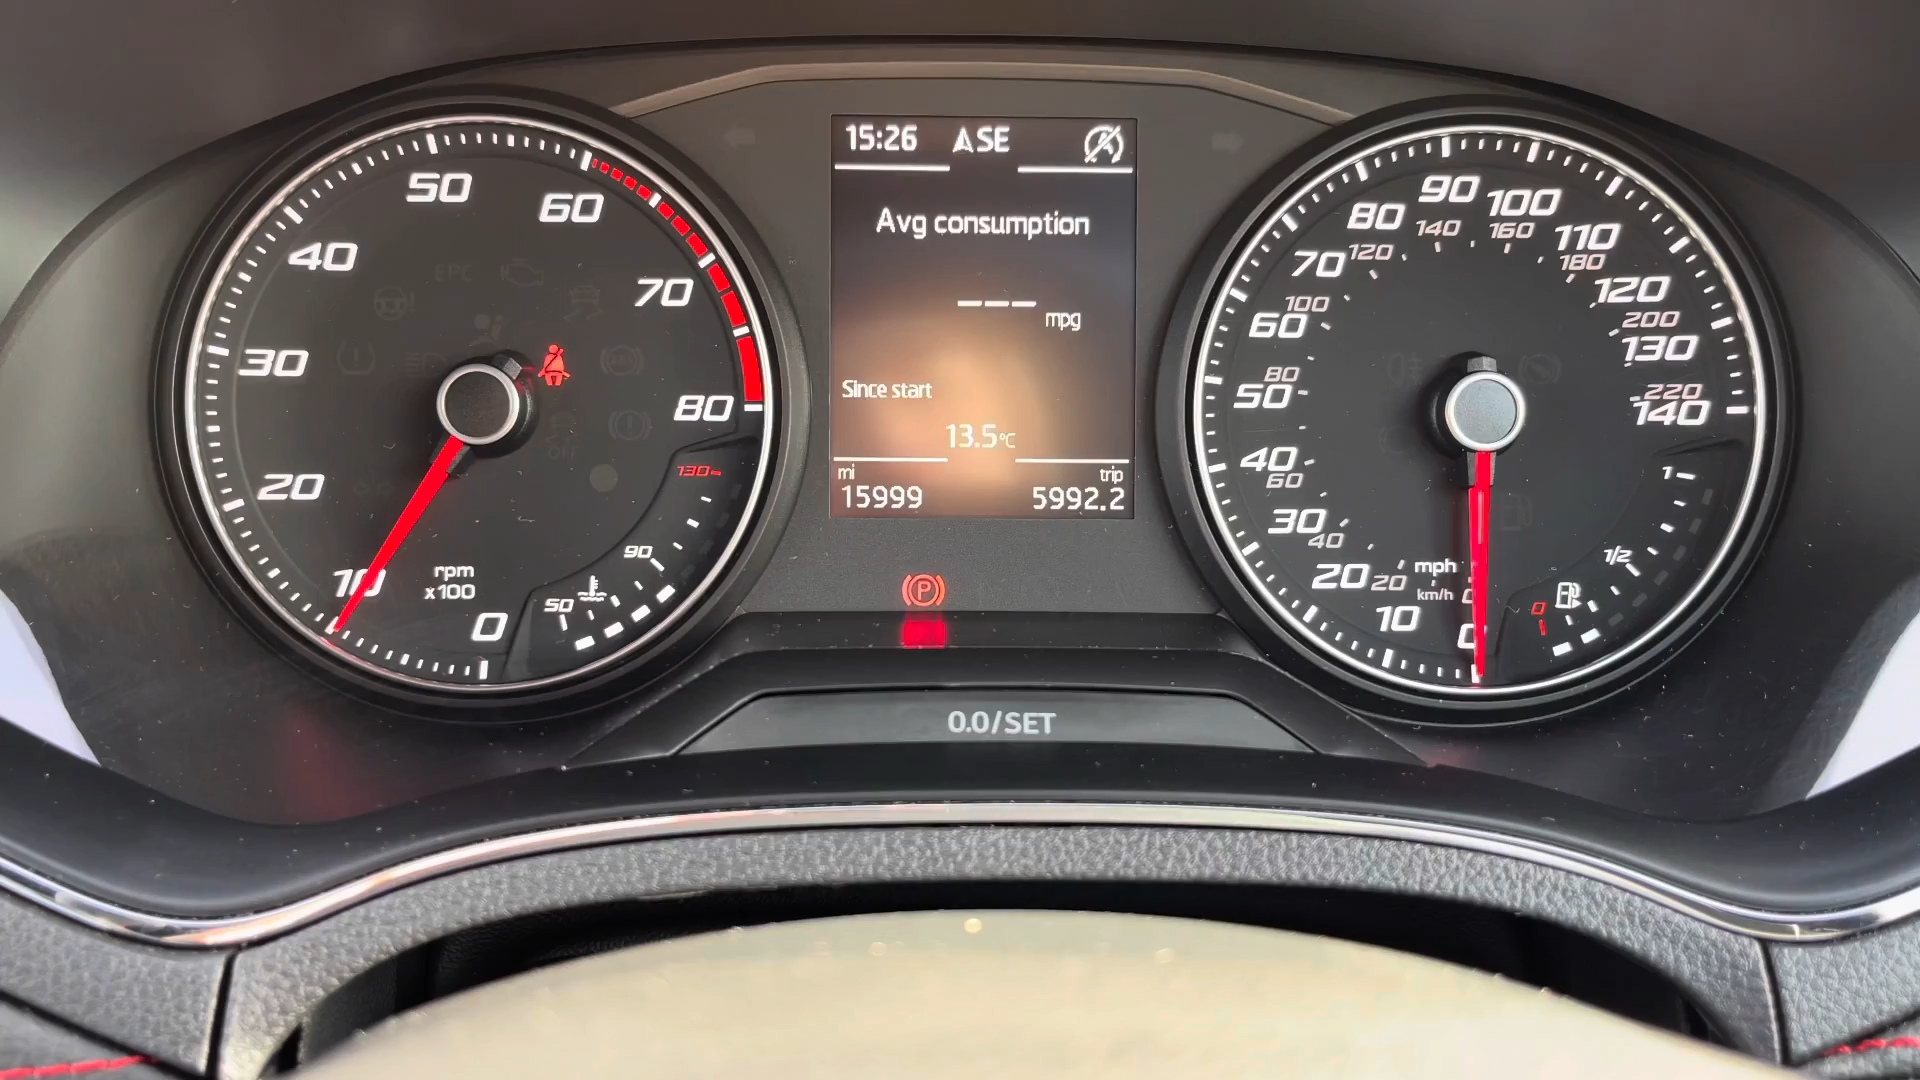 15:26 SE
Avg consumption
--- mpg
Since start
13.5°C
mi trip
15999 5992.2
0 10 20 30 40 50 60 70 80
rpm
x100
50 90 130
EPC
P
0.0/SET
0 10 20 30 40 50 60 70 80 90 100 110 120 130 140
0 20 40 60 80 100 120 140 160 180 200 220
mph
km/h
0 1/2 1